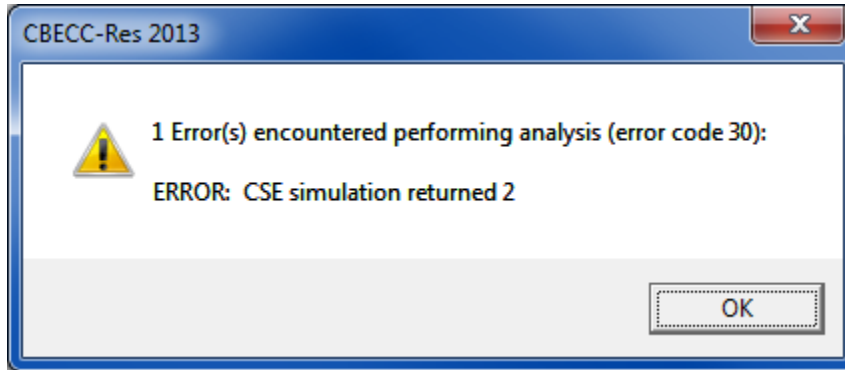 CBECC-Res 2013
1 Error(s) encountered performing analysis (error code 30):
ERROR:  CSE simulation returned 2
OK